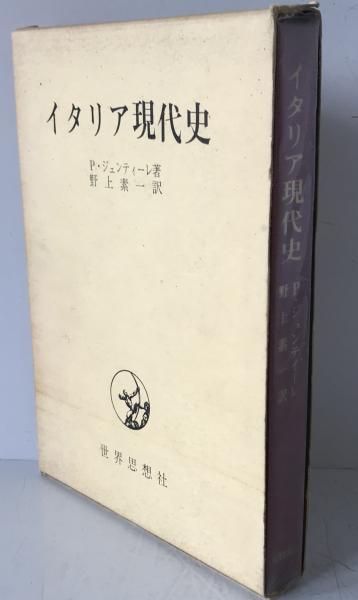 イタリア現代史
P・ジェンティーレ著
野上素一訳
世界思想社
イタリア現代史
P・ジェンティーレ
野上素一訳